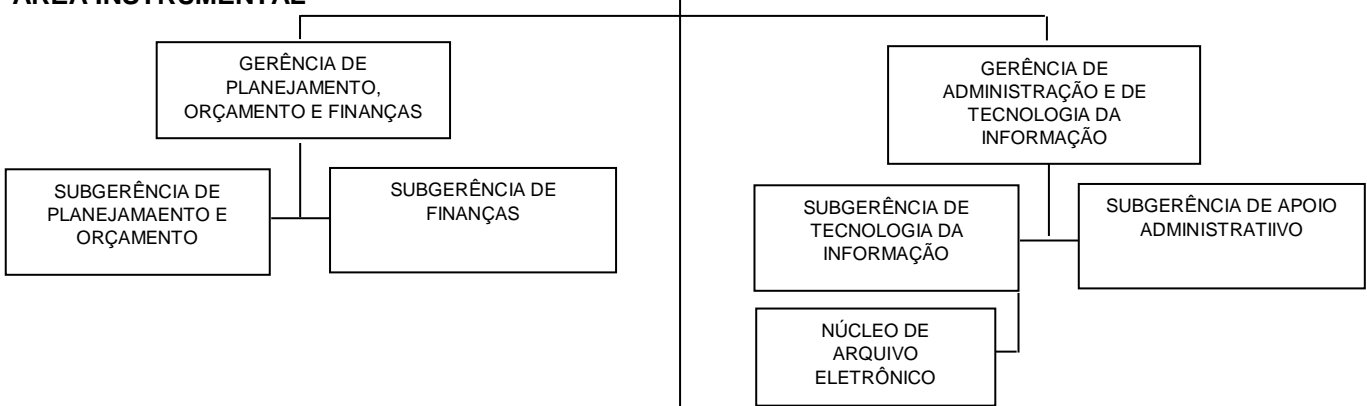 ÁREA INSTRUMENTAL
GERÊNCIA DE
PLANEJAMENTO,
ORÇAMENTO E FINANÇAS
GERÊNCIA DE
ADMINISTRAÇÃO E DE
TECNOLOGIA DA
INFORMAÇÃO
SUBGERÊNCIA DE
PLANEJAMAENTO E
ORÇAMENTO
SUBGERÊNCIA DE
FINANÇAS
SUBGERÊNCIA DE
TECNOLOGIA DA
INFORMAÇÃO
SUBGERÊNCIA DE APOIO
ADMINISTRATIIVO
NÚCLEO DE
ARQUIVO
ELETRÔNICO